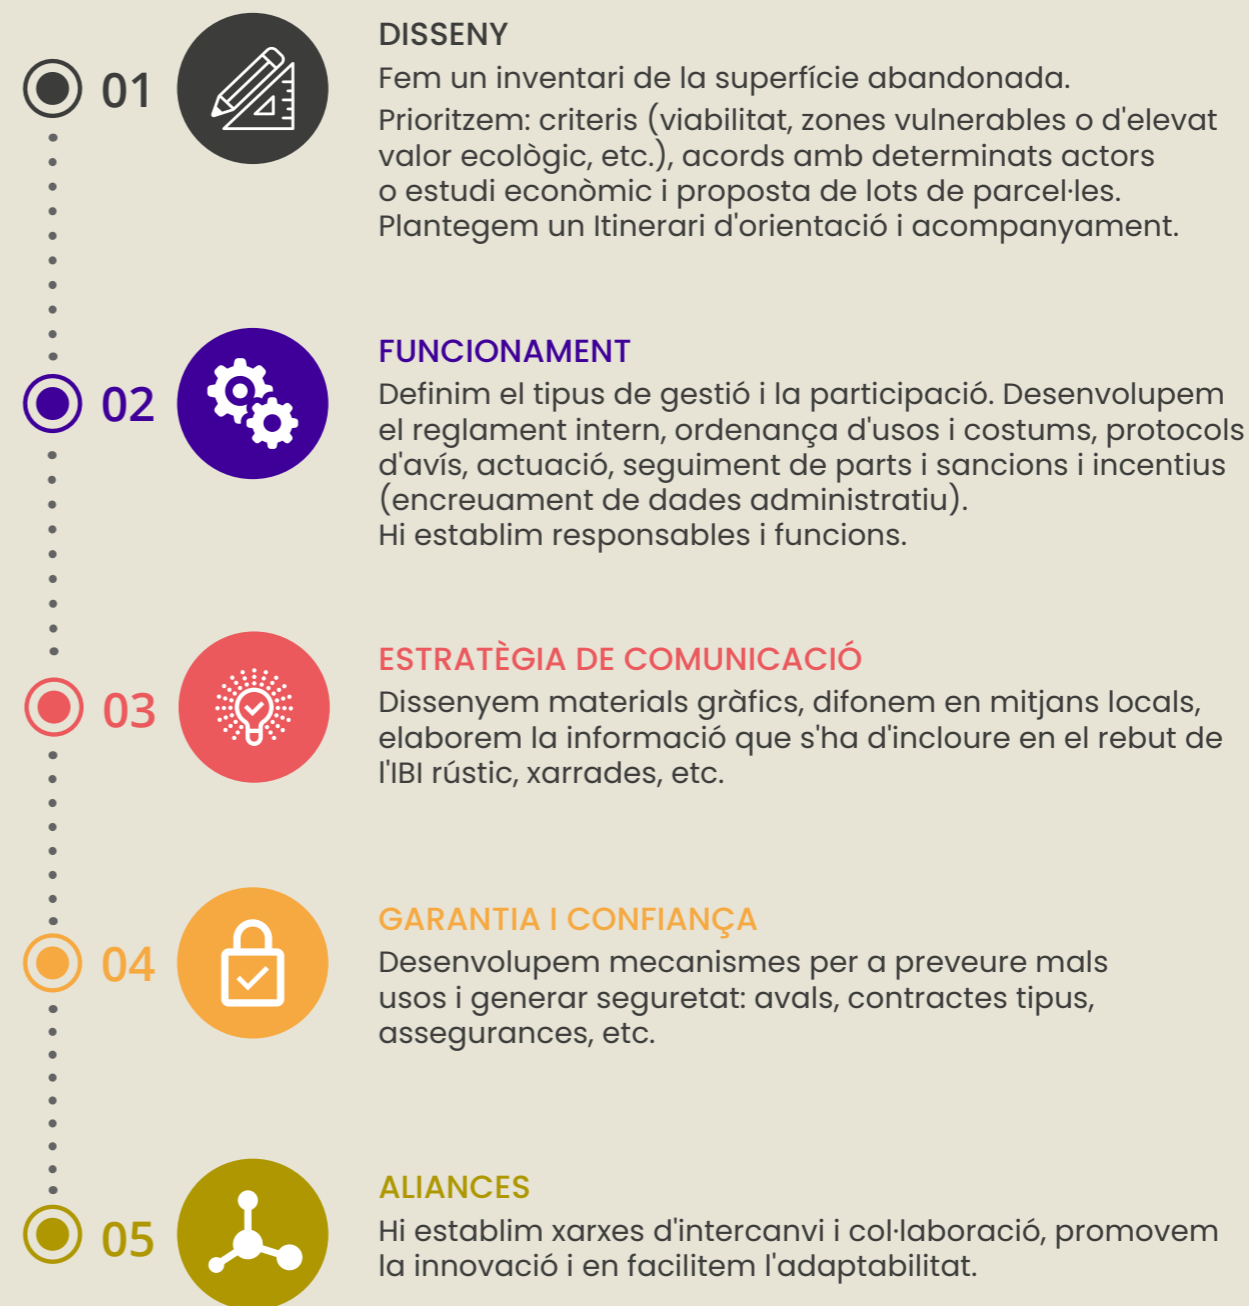 01
DISSENY
Fem un inventari de la superfície abandonada.
Prioritzem: criteris (viabilitat, zones vulnerables o d'elevat
valor ecològic, etc.), acords amb determinats actors
o estudi econòmic i proposta de lots de parcel·les.
Plantegem un Itinerari d'orientació i acompanyament.
02
FUNCIONAMENT
Definim el tipus de gestió i la participació. Desenvolupem
el reglament intern, ordenança d'usos i costums, protocols
d'avís, actuació, seguiment de parts i sancions i incentius
(encreuament de dades administratiu).
Hi establim responsables i funcions.
03
ESTRATÈGIA DE COMUNICACIÓ
Dissenyem materials gràfics, difonem en mitjans locals,
elaborem la informació que s'ha d'incloure en el rebut de
l'IBI rústic, xarrades, etc.
04
GARANTIA I CONFIANÇA
Desenvolupem mecanismes per a preveure mals
usos i generar seguretat: avals, contractes tipus,
assegurances, etc.
05
ALIANCES
Hi establim xarxes d'intercanvi i col·laboració, promovem
la innovació i en facilitem l'adaptabilitat.